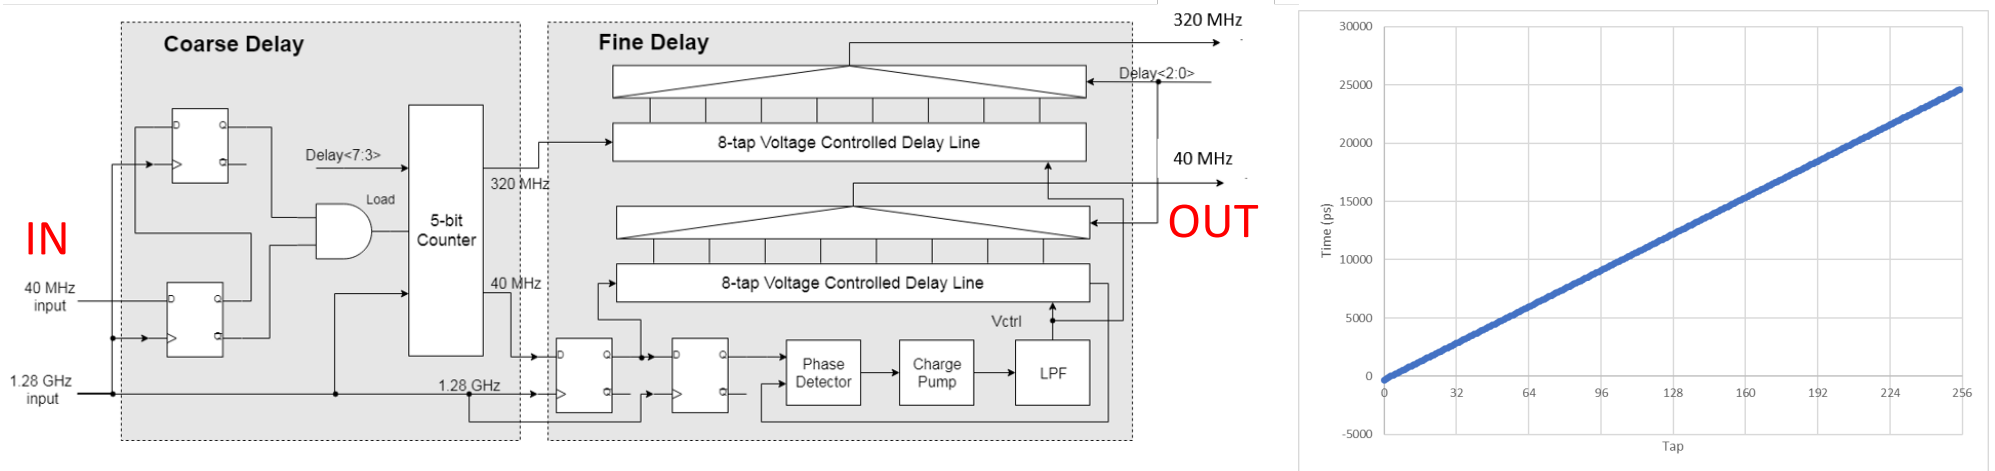 Coarse Delay
D
Q
Q
Delay<7:3>
Load
5-bit
Counter
IN
40 MHz
input
D
Q
Q
1.28 GHz
input
320 MHz
40 MHz
1.28 GHz
Fine Delay
320 MHz
Delay<2:0>
8-tap Voltage Controlled Delay Line
40 MHz
OUT
8-tap Voltage Controlled Delay Line
Vctrl
D
Q
Q
D
Q
Q
Phase
Detector
Charge
Pump
LPF
30000
25000
20000
15000
10000
5000
0
-5000
Time (ps)
0 32 64 96 128 160 192 224 256
Tap